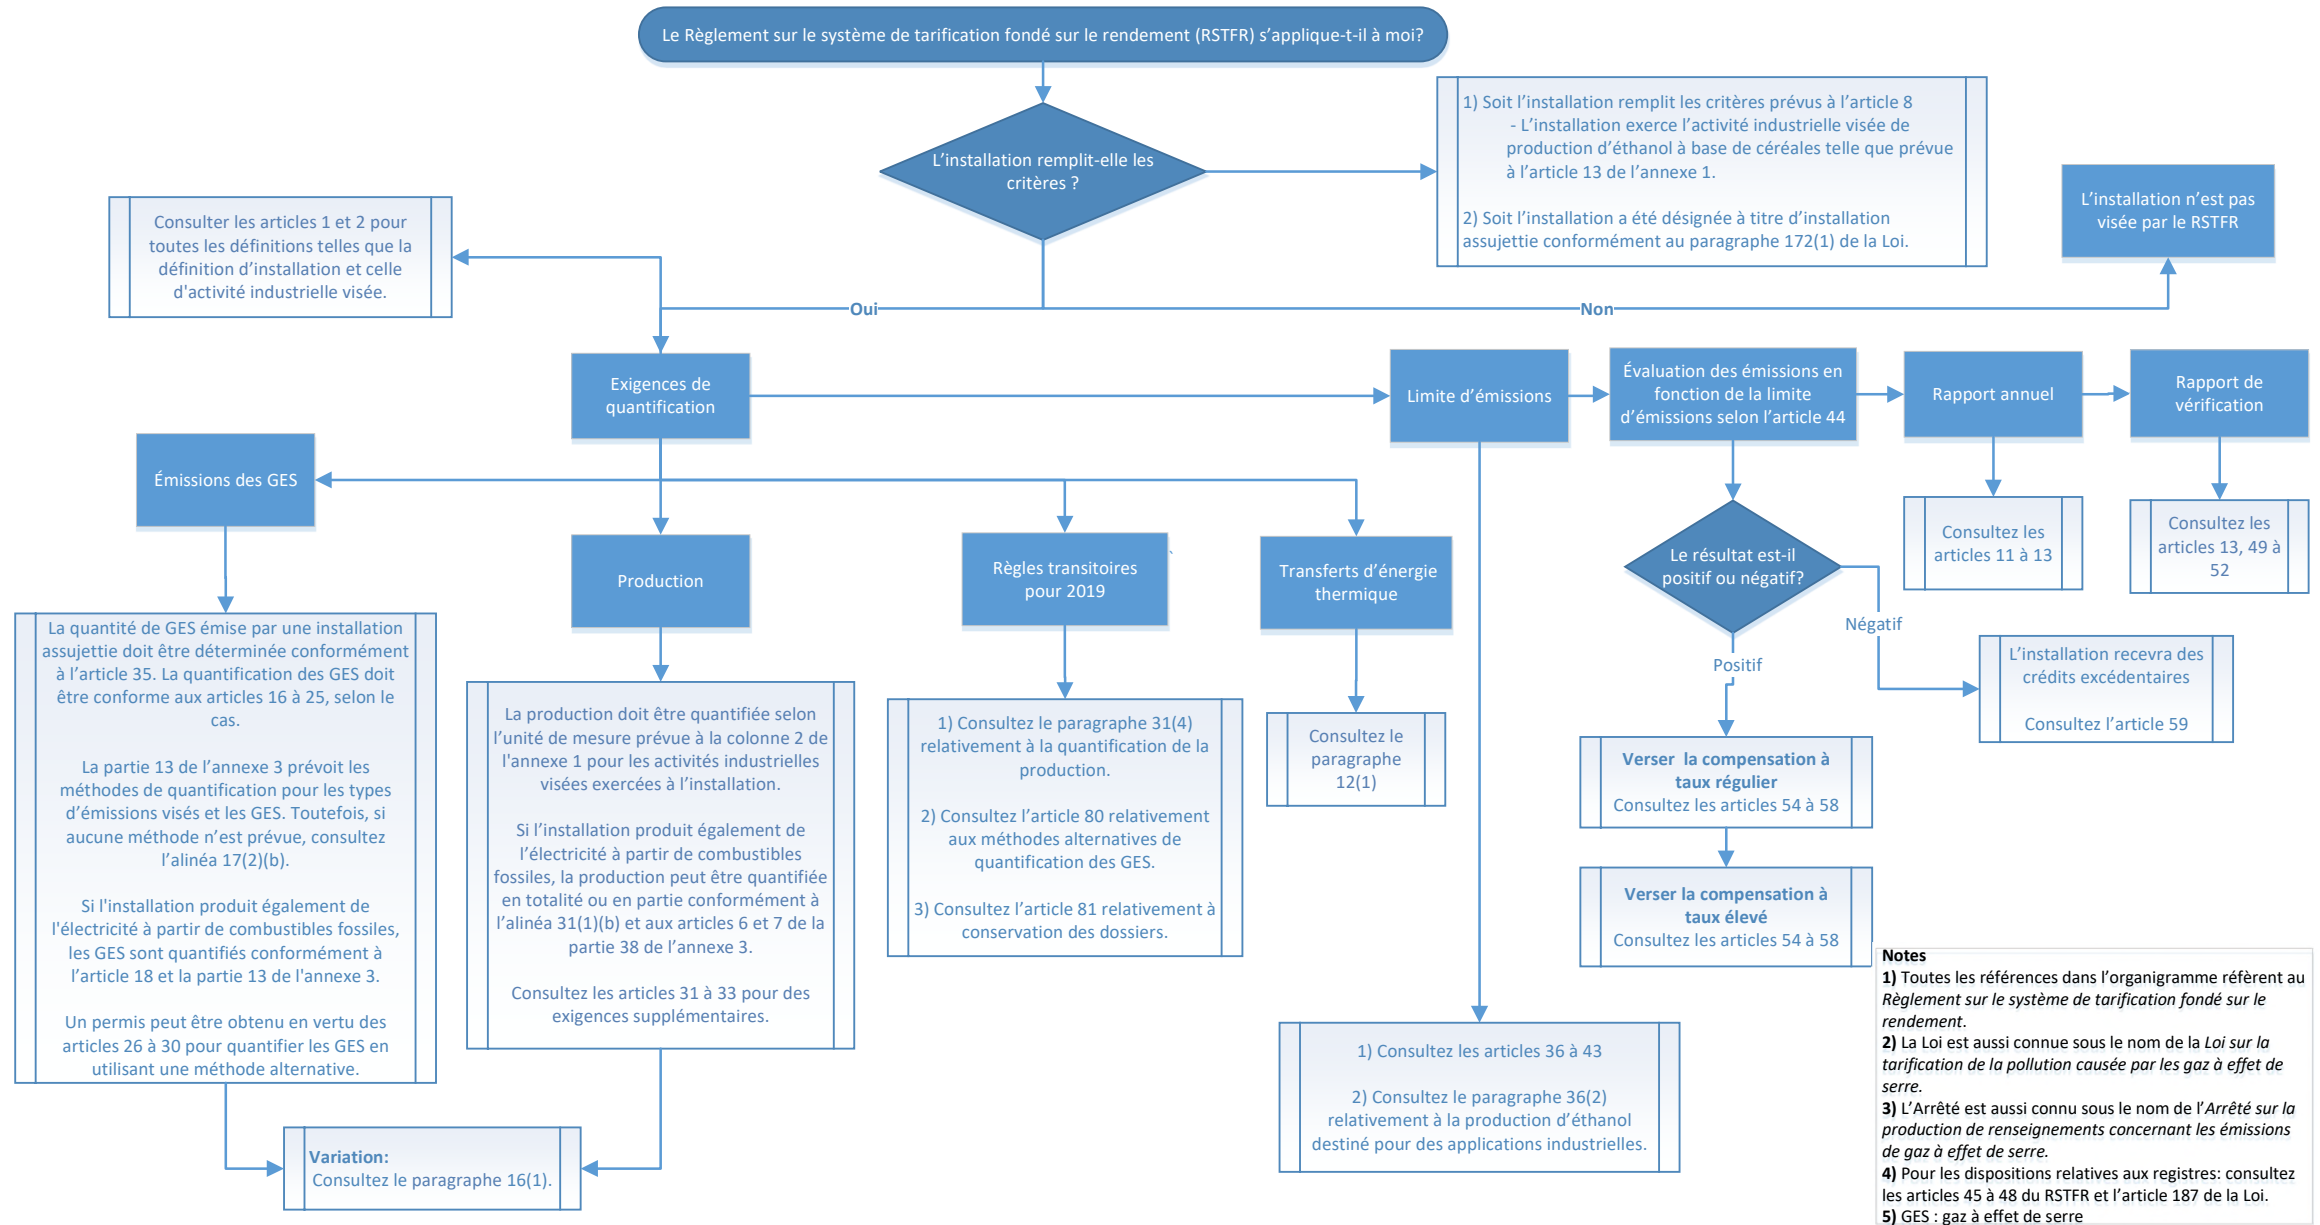 Le Règlement sur le système de tarification fondé sur le rendement (RSTFR) s’applique-t-il à moi?
L’installation remplit-elle les
critères ?
1) Soit l’installation remplit les critères prévus à l’article 8
- L’installation exerce l’activité industrielle visée de
production d’éthanol à base de céréales telle que prévue
à l’article 13 de l’annexe 1.
2) Soit l’installation a été désignée à titre d’installation
assujettie conformément au paragraphe 172(1) de la Loi.
L’installation n’est pas
visée par le RSTFR
Consulter les articles 1 et 2 pour
toutes les définitions telles que la
définition d’installation et celle
d'activité industrielle visée.
Oui
Non
Exigences de
quantification
Limite d’émissions
Évaluation des émissions en
fonction de la limite
d’émissions selon l’article 44
Rapport annuel
Rapport de
vérification
Émissions des GES
Production
Règles transitoires
pour 2019
`
Transferts d’énergie
thermique
Le résultat est-il
positif ou négatif?
Consultez les
articles 11 à 13
Consultez les
articles 13, 49 à
52
Négatif
Positif
L’installation recevra des
crédits excédentaires
Consultez l’article 59
La quantité de GES émise par une installation
assujettie doit être déterminée conformément
à l’article 35. La quantification des GES doit
être conforme aux articles 16 à 25, selon le
cas.
La partie 13 de l’annexe 3 prévoit les
méthodes de quantification pour les types
d’émissions visés et les GES. Toutefois, si
aucune méthode n’est prévue, consultez
l’alinéa 17(2)(b).
Si l'installation produit également de
l'électricité à partir de combustibles fossiles,
les GES sont quantifiés conformément à
l’article 18 et la partie 13 de l'annexe 3.
Un permis peut être obtenu en vertu des
articles 26 à 30 pour quantifier les GES en
utilisant une méthode alternative.
La production doit être quantifiée selon
l’unité de mesure prévue à la colonne 2 de
l'annexe 1 pour les activités industrielles
visées exercées à l’installation.
Si l’installation produit également de
l’électricité à partir de combustibles
fossiles, la production peut être quantifiée
en totalité ou en partie conformément à
l’alinéa 31(1)(b) et aux articles 6 et 7 de la
partie 38 de l’annexe 3.
Consultez les articles 31 à 33 pour des
exigences supplémentaires.
1) Consultez le paragraphe 31(4)
relativement à la quantification de la
production.
2) Consultez l’article 80 relativement
aux méthodes alternatives de
quantification des GES.
3) Consultez l’article 81 relativement à
conservation des dossiers.
Consultez le
paragraphe
12(1)
Verser la compensation à
taux régulier
Consultez les articles 54 à 58
Verser la compensation à
taux élevé
Consultez les articles 54 à 58
1) Consultez les articles 36 à 43
2) Consultez le paragraphe 36(2)
relativement à la production d’éthanol
destiné pour des applications industrielles.
Variation:
Consultez le paragraphe 16(1).
Notes
1) Toutes les références dans l’organigramme réfèrent au
Règlement sur le système de tarification fondé sur le
rendement.
2) La Loi est aussi connue sous le nom de la Loi sur la
tarification de la pollution causée par les gaz à effet de
serre.
3) L’Arrêté est aussi connu sous le nom de l’Arrêté sur la
production de renseignements concernant les émissions
de gaz à effet de serre.
4) Pour les dispositions relatives aux registres: consultez
les articles 45 à 48 du RSTFR et l’article 187 de la Loi.
5) GES : gaz à effet de serre